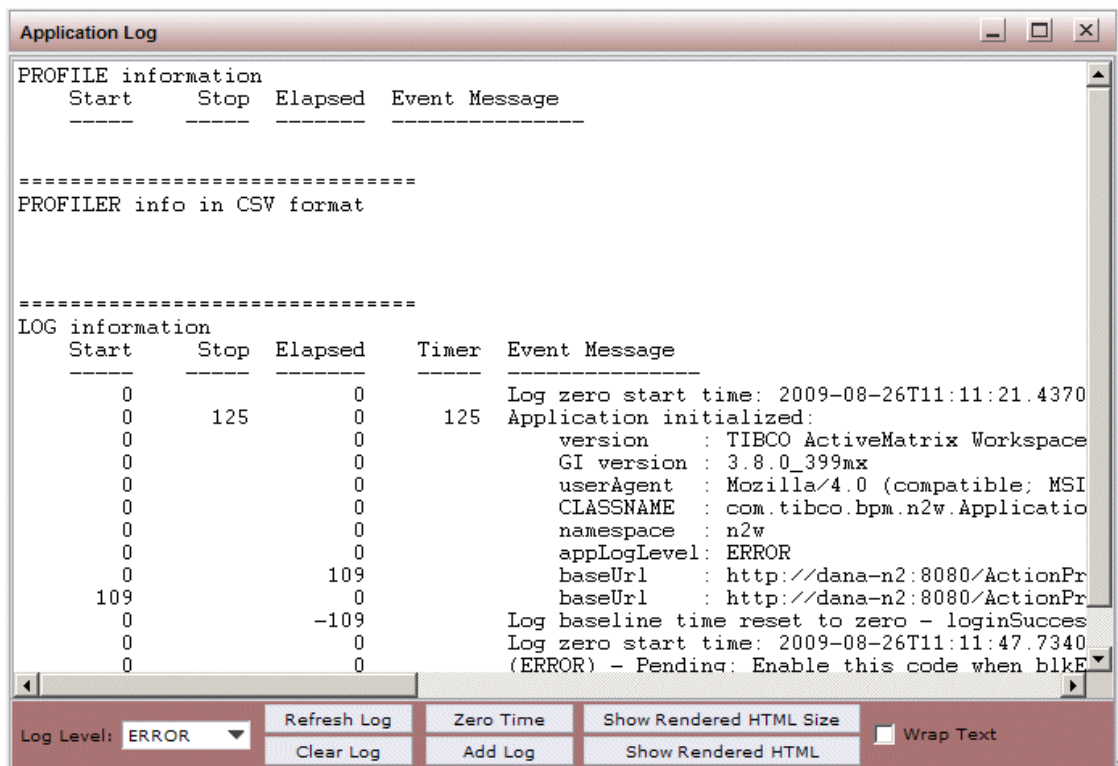 Application Log
PROFILE information
Start Stop Elapsed Event Message
----- ----- ------- ---------------
===============================
PROFILER info in CSV format
===============================
LOG information
Start Stop Elapsed Timer Event Message
----- ----- ------- ----- ---------------
0 0 Log zero start time: 2009-08-26T11:11:21.4370
0 125 0 125 Application initialized:
0 0 version : TIBCO ActiveMatrix Workspace
0 0 GI version : 3.8.0_399mx
0 0 userAgent : Mozilla/4.0 (compatible; MSI
0 0 CLASSNAME : com.tibco.bpm.n2w.Applicatio
0 0 namespace : n2w
0 0 appLogLevel: ERROR
0 109 baseUrl : http://dana-n2:8080/ActionPr
109 0 baseUrl : http://dana-n2:8080/ActionPr
0 -109 Log baseline time reset to zero - loginSucces
0 0 Log zero start time: 2009-08-26T11:11:47.7340
0 0 (ERROR) - Pending: Enable this code when blkE
Log Level: ERROR Refresh Log Zero Time Show Rendered HTML Size Wrap Text
Clear Log Add Log Show Rendered HTML